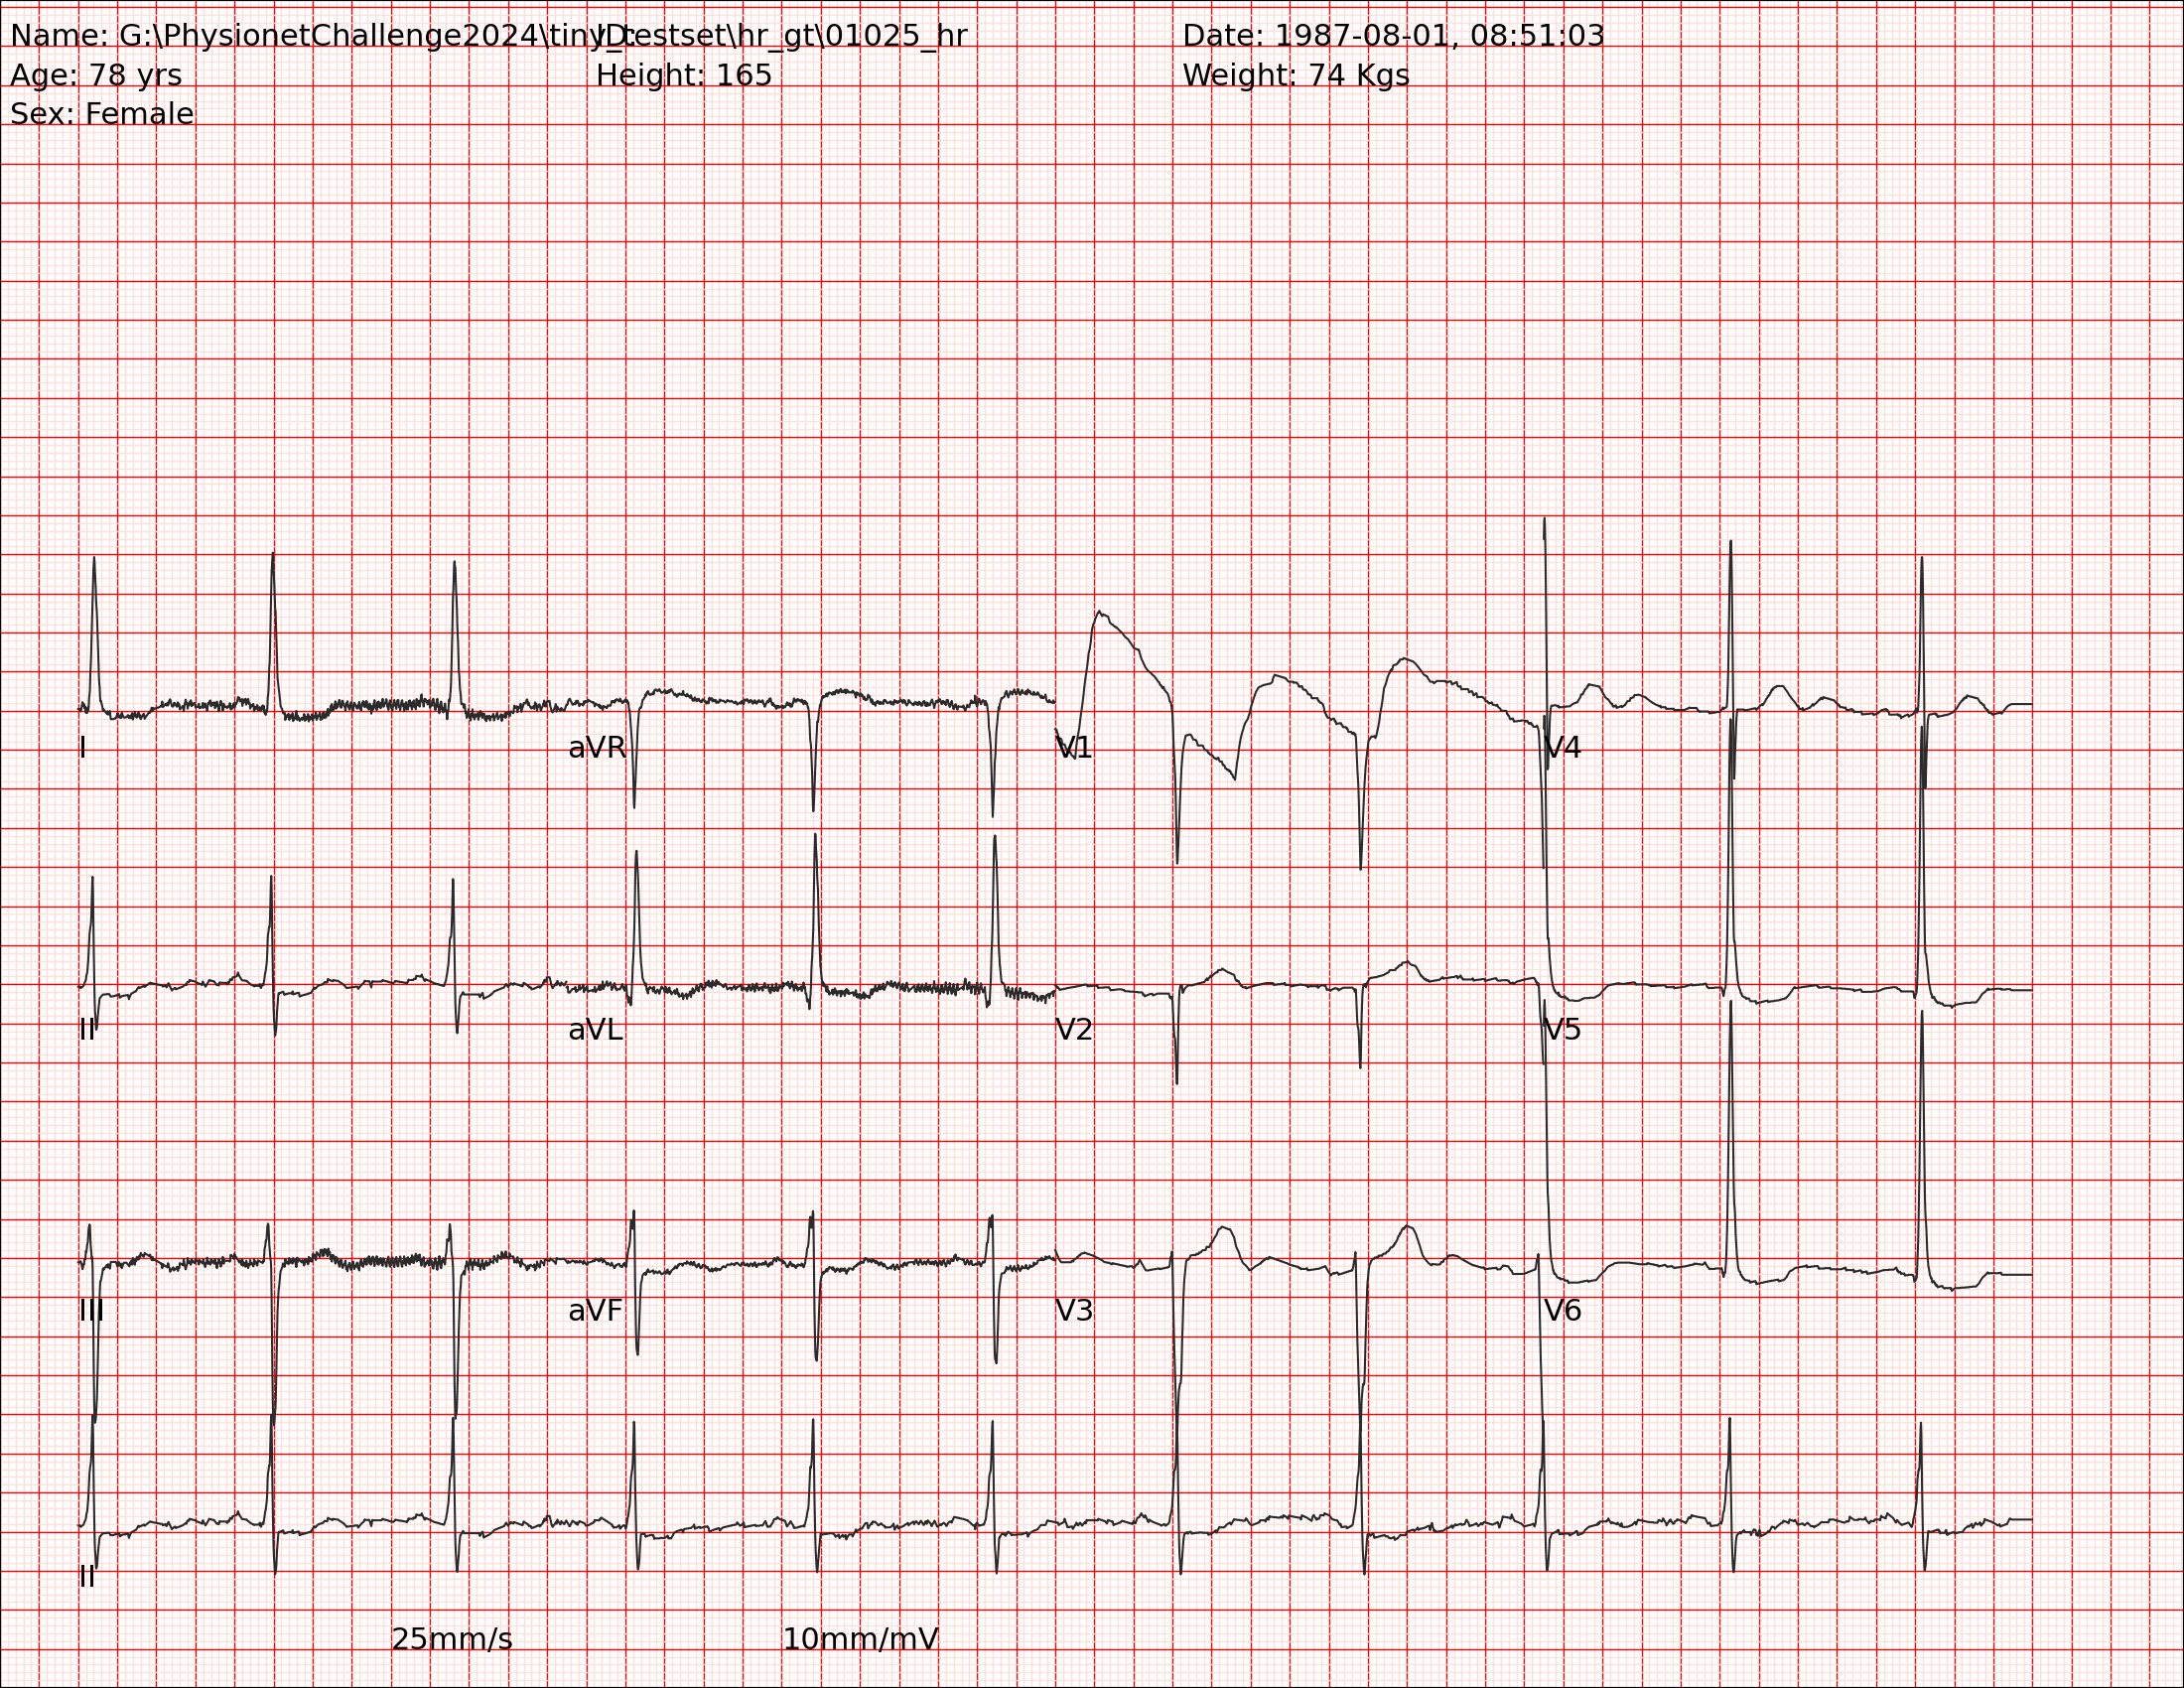 Name: G:\PhysionetChallenge2024\tiny_testset\hr_gt\01025_hr ID: Date: 1987-08-01, 08:51:03
Age: 78 yrs Height: 165 Weight: 74 Kgs
Sex: Female
I aVR V1 V4
II aVL V2 V5
III aVF V3 V6
II
25mm/s 10mm/mV